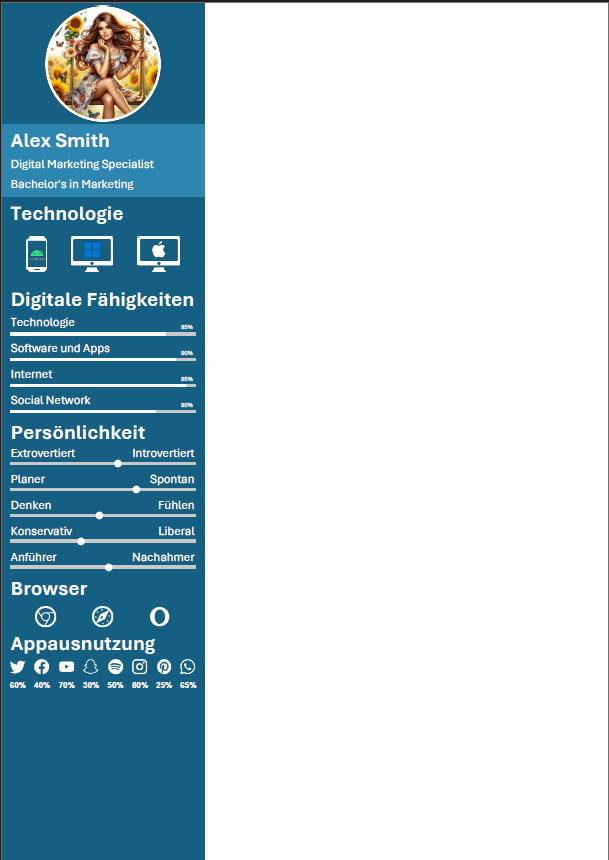 Alex Smith
Digital Marketing Specialist
Bachelor's in Marketing
Technologie
Digitale Fähigkeiten
Technologie
85%
Software und Apps
90%
Internet
95%
Social Network
80%
Persönlichkeit
Extrovertiert Introvertiert
Planer Spontan
Denken Fühlen
Konservativ Liberal
Anführer Nachahmer
Browser
Appausnutzung
60% 40% 70% 30% 50% 80% 25% 65%